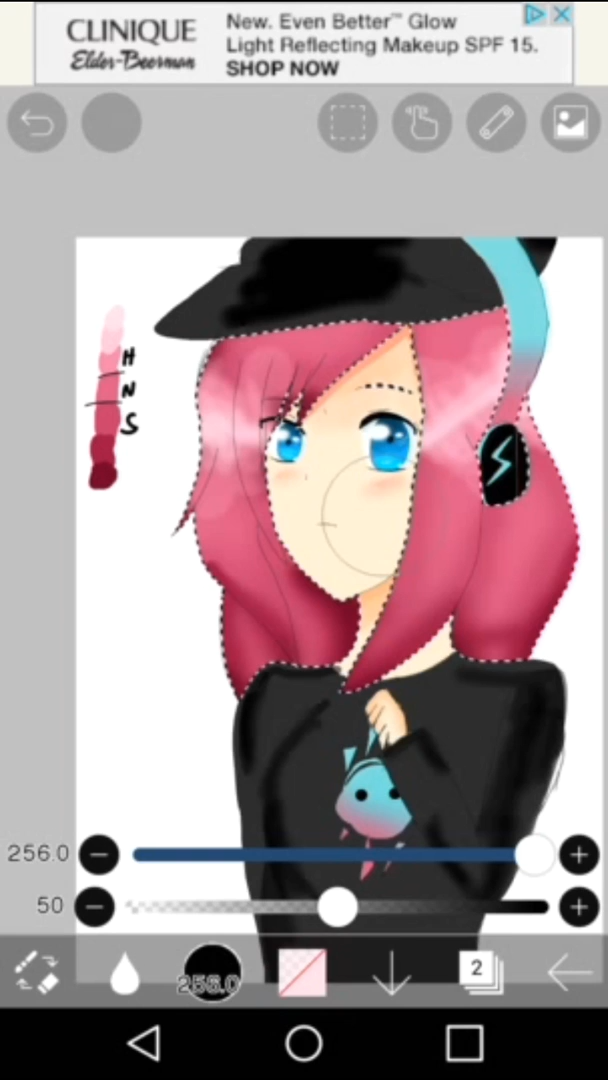 CLINIQUE
Elder-Beerman
New. Even Better™ Glow
Light Reflecting Makeup SPF 15.
SHOP NOW
H
N
S
256.0
50
256.0
2